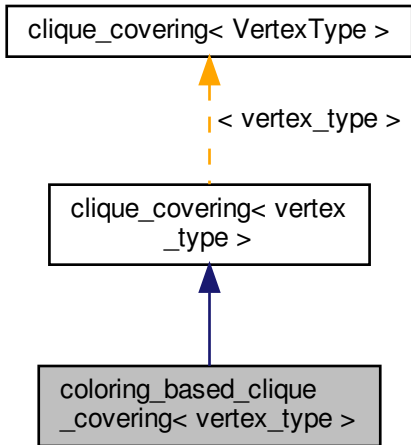 clique_covering< VertexType >
< vertex_type >
clique_covering< vertex
_type >
coloring_based_clique
_covering< vertex_type >